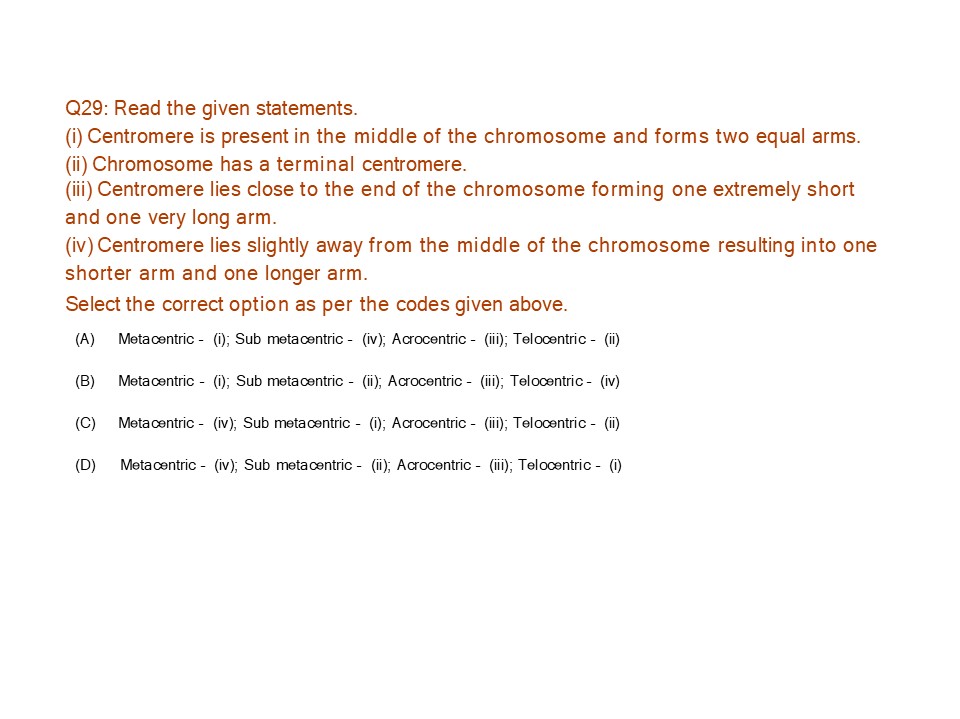 Q29: Read the given statements.
(i) Centromere is present in the middle of the chromosome and forms two equal arms.
(ii) Chromosome has a terminal centromere.
(iii) Centromere lies close to the end of the chromosome forming one extremely short
and one very long arm.
(iv) Centromere lies slightly away from the middle of the chromosome resulting into one
shorter arm and one longer arm.
Select the correct option as per the codes given above.
(A) Metacentric - (i); Sub metacentric - (iv); Acrocentric - (iii); Telocentric - (ii)
(B) Metacentric - (i); Sub metacentric - (ii); Acrocentric - (iii); Telocentric - (iv)
(C) Metacentric - (iv); Sub metacentric - (i); Acrocentric - (iii); Telocentric - (ii)
(D) Metacentric - (iv); Sub metacentric - (ii); Acrocentric - (iii); Telocentric - (i)